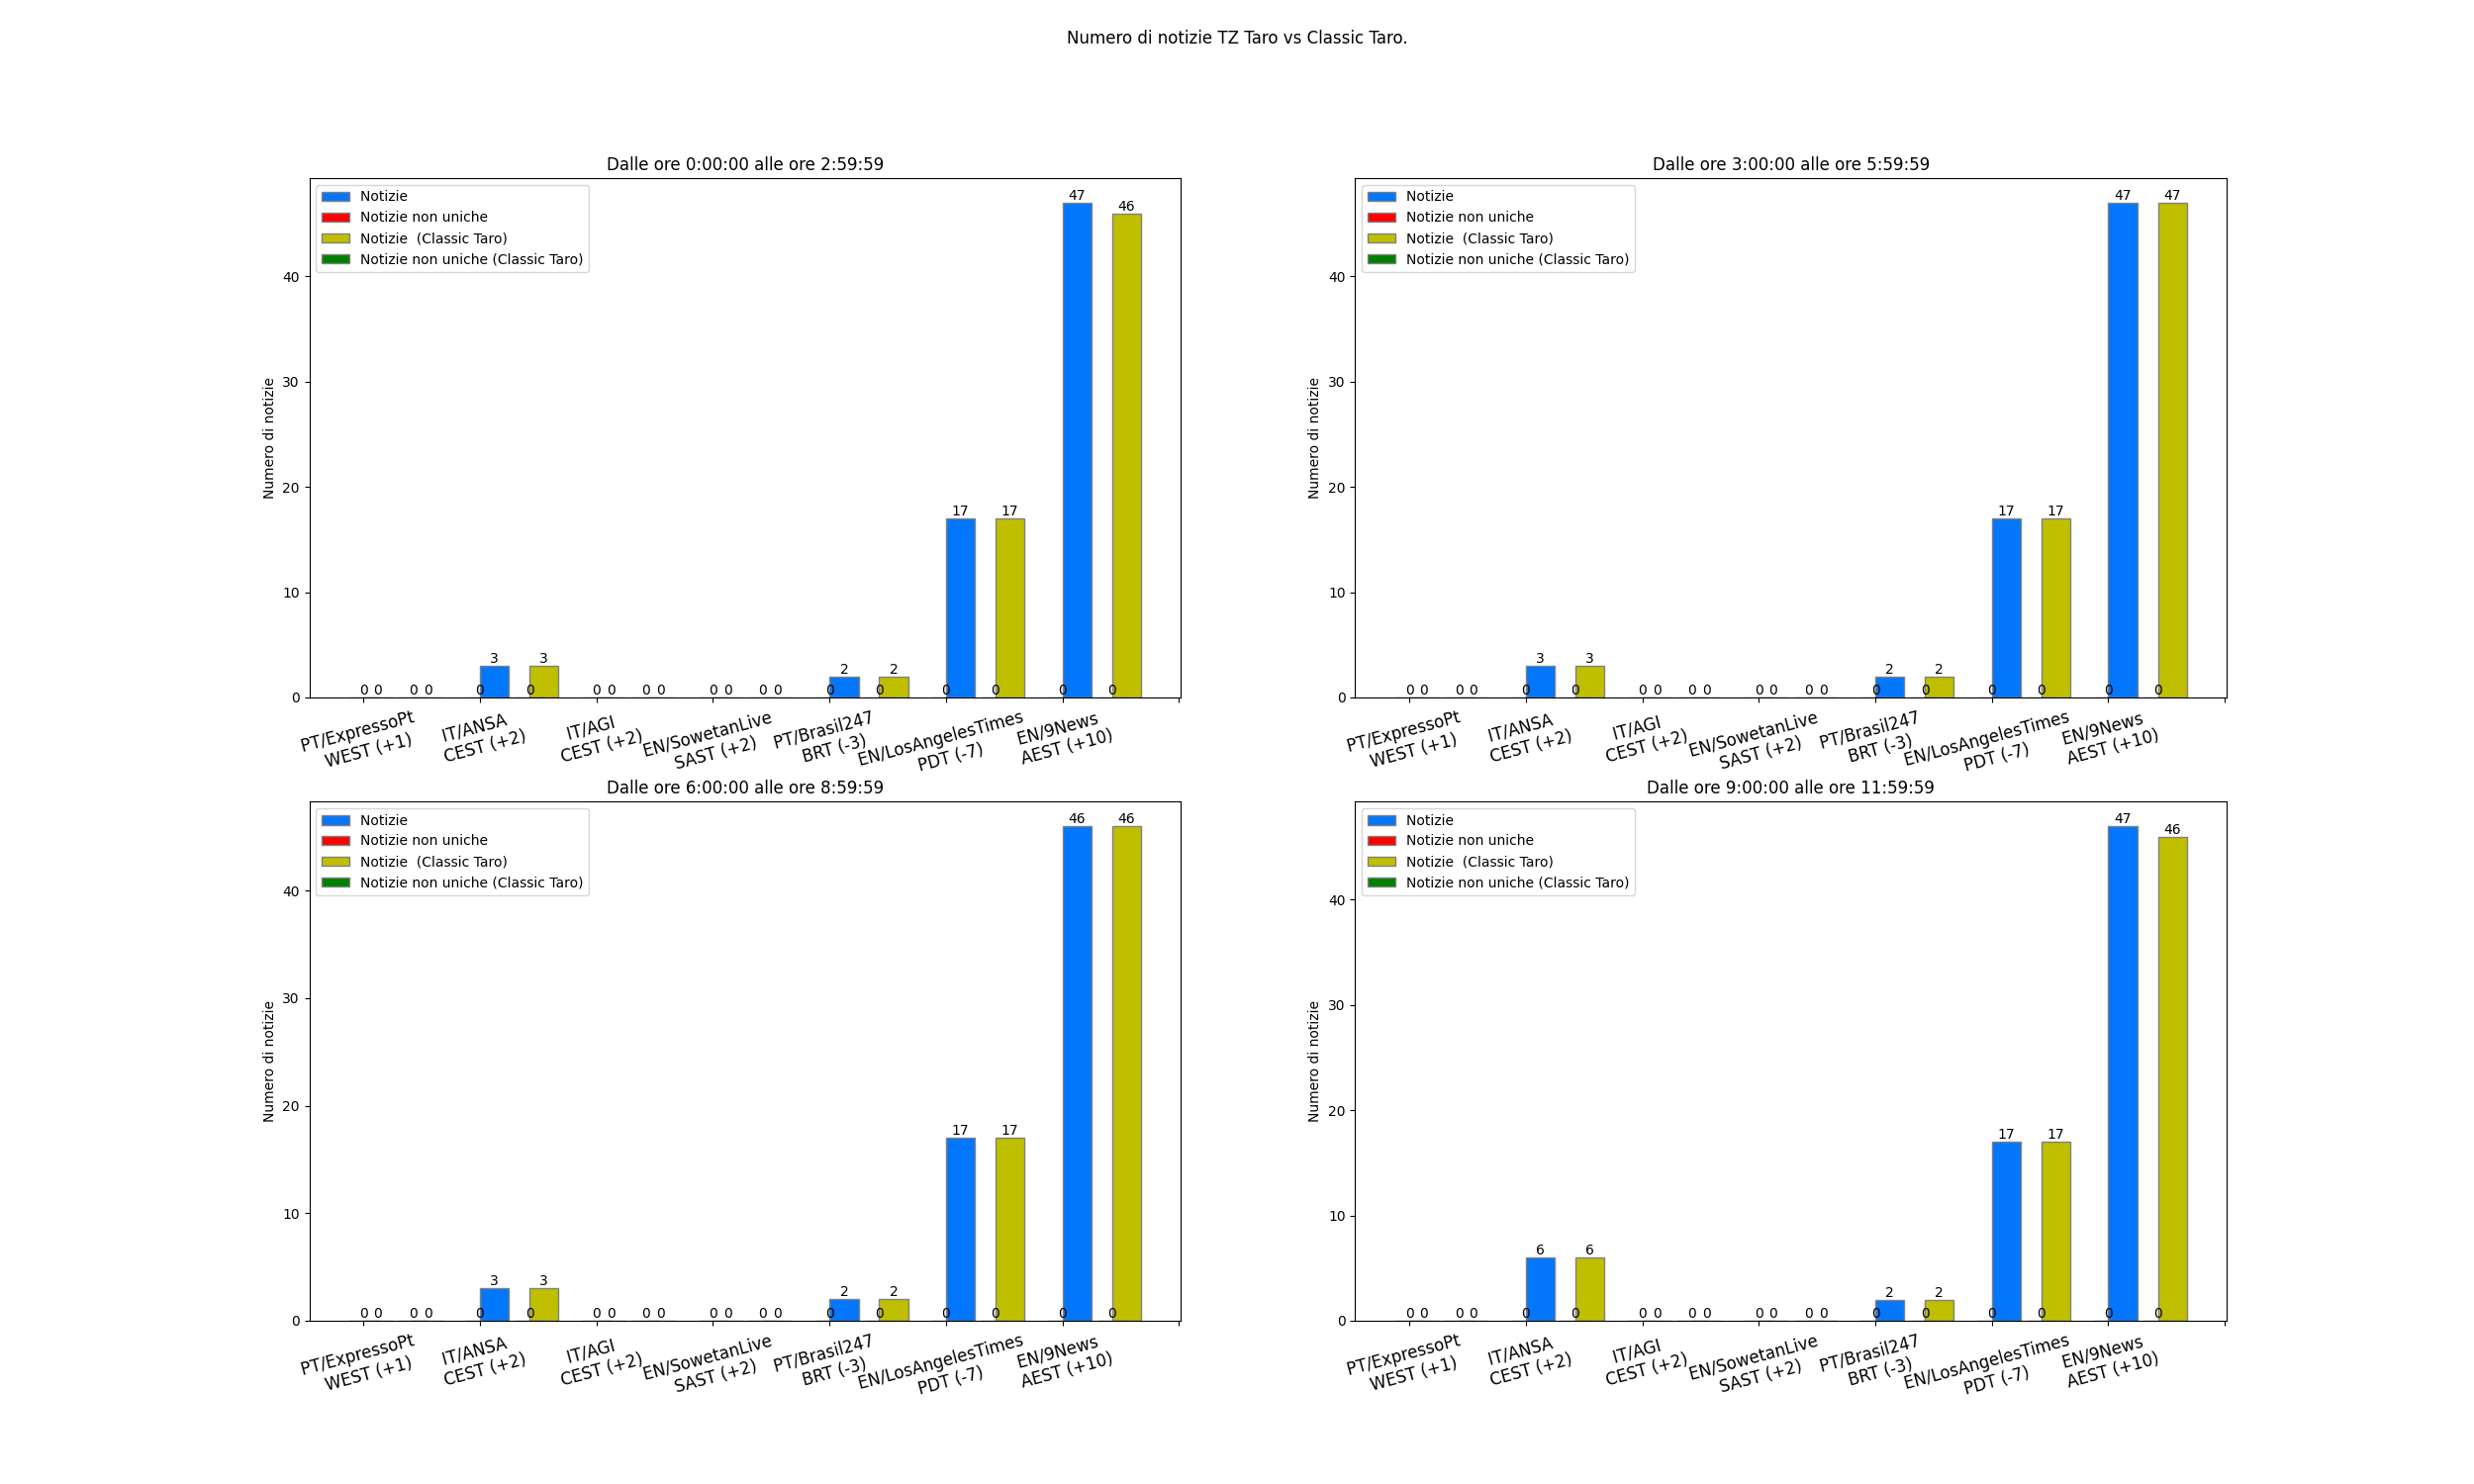 Numero di notizie TZ Taro vs Classic Taro.
Dalle ore 0:00:00 alle ore 2:59:59
Notizie
Notizie non uniche
Notizie  (Classic Taro)
Notizie non uniche (Classic Taro)
Numero di notizie
40
30
20
10
0
0 0 0 0 0 3 0 3 0 0 0 0 0 0 0 0 0 2 0 2 0 17 0 17 0 47 0 46
PT/ExpressoPt
WEST (+1)
IT/ANSA
CEST (+2)
IT/AGI
CEST (+2)
EN/SowetanLive
SAST (+2)
PT/Brasil247
BRT (-3)
EN/LosAngelesTimes
PDT (-7)
EN/9News
AEST (+10)
Dalle ore 3:00:00 alle ore 5:59:59
Notizie
Notizie non uniche
Notizie  (Classic Taro)
Notizie non uniche (Classic Taro)
Numero di notizie
40
30
20
10
0
0 0 0 0 0 3 0 3 0 0 0 0 0 0 0 0 0 2 0 2 0 17 0 17 0 47 0 47
PT/ExpressoPt
WEST (+1)
IT/ANSA
CEST (+2)
IT/AGI
CEST (+2)
EN/SowetanLive
SAST (+2)
PT/Brasil247
BRT (-3)
EN/LosAngelesTimes
PDT (-7)
EN/9News
AEST (+10)
Dalle ore 6:00:00 alle ore 8:59:59
Notizie
Notizie non uniche
Notizie  (Classic Taro)
Notizie non uniche (Classic Taro)
Numero di notizie
40
30
20
10
0
0 0 0 0 0 3 0 3 0 0 0 0 0 0 0 0 0 2 0 2 0 17 0 17 0 46 0 46
PT/ExpressoPt
WEST (+1)
IT/ANSA
CEST (+2)
IT/AGI
CEST (+2)
EN/SowetanLive
SAST (+2)
PT/Brasil247
BRT (-3)
EN/LosAngelesTimes
PDT (-7)
EN/9News
AEST (+10)
Dalle ore 9:00:00 alle ore 11:59:59
Notizie
Notizie non uniche
Notizie  (Classic Taro)
Notizie non uniche (Classic Taro)
Numero di notizie
40
30
20
10
0
0 0 0 0 0 6 0 6 0 0 0 0 0 0 0 0 0 2 0 2 0 17 0 17 0 47 0 46
PT/ExpressoPt
WEST (+1)
IT/ANSA
CEST (+2)
IT/AGI
CEST (+2)
EN/SowetanLive
SAST (+2)
PT/Brasil247
BRT (-3)
EN/LosAngelesTimes
PDT (-7)
EN/9News
AEST (+10)